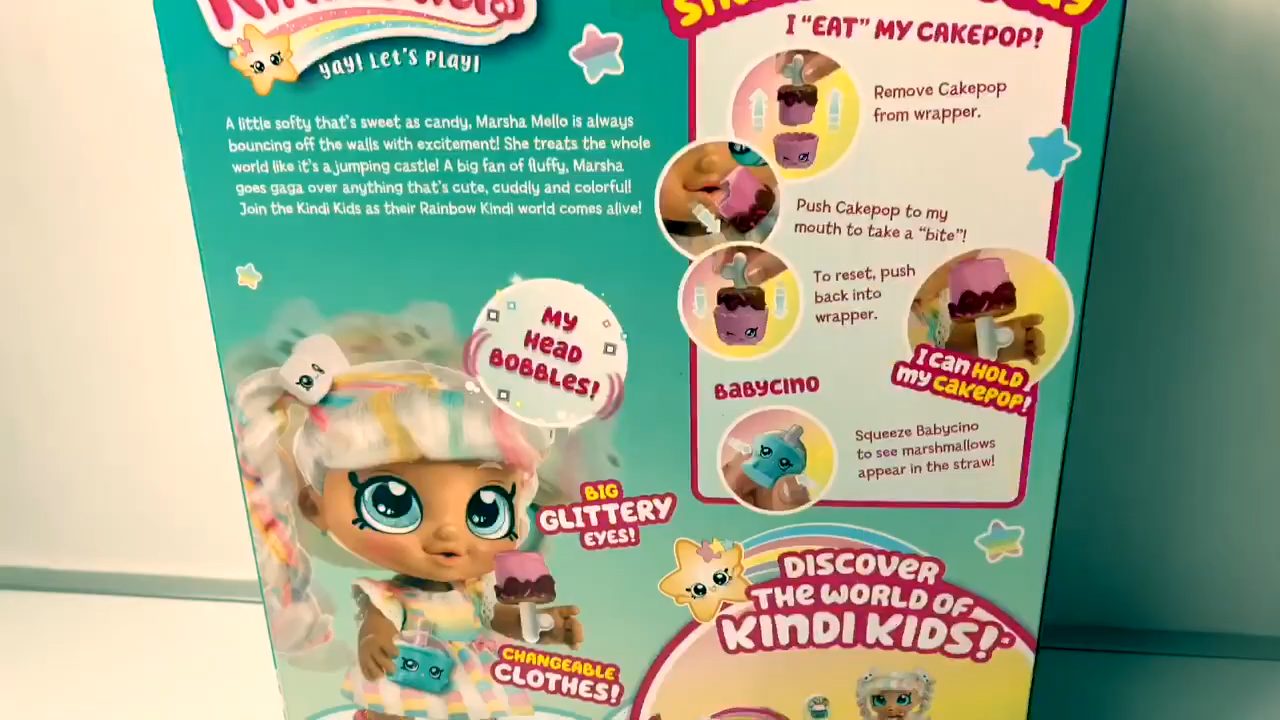 Yay! Let's Play!
A little softy that's sweet as candy, Marsha Mello is always
bouncing off the walls with excitement! She treats the whole
world like it's a jumping castle! A big fan of fluffy, Marsha
goes gaga over anything that's cute, cuddly and colorful!
Join the Kindi Kids as their Rainbow Kindi world comes alive!
MY
HEAD
BOBBLES!
BIG
GLITTERY
EYES!
CHANGEABLE
CLOTHES!
I "EAT" MY CAKEPOP!
Remove Cakepop
from wrapper.
Push Cakepop to my
mouth to take a "bite"!
To reset, push
back into
wrapper.
I CAN HOLD
MY CAKEPOP!
BABYCINO
Squeeze Babycino
to see marshmallows
appear in the straw!
DISCOVER
THE WORLD OF
KINDI KIDS!